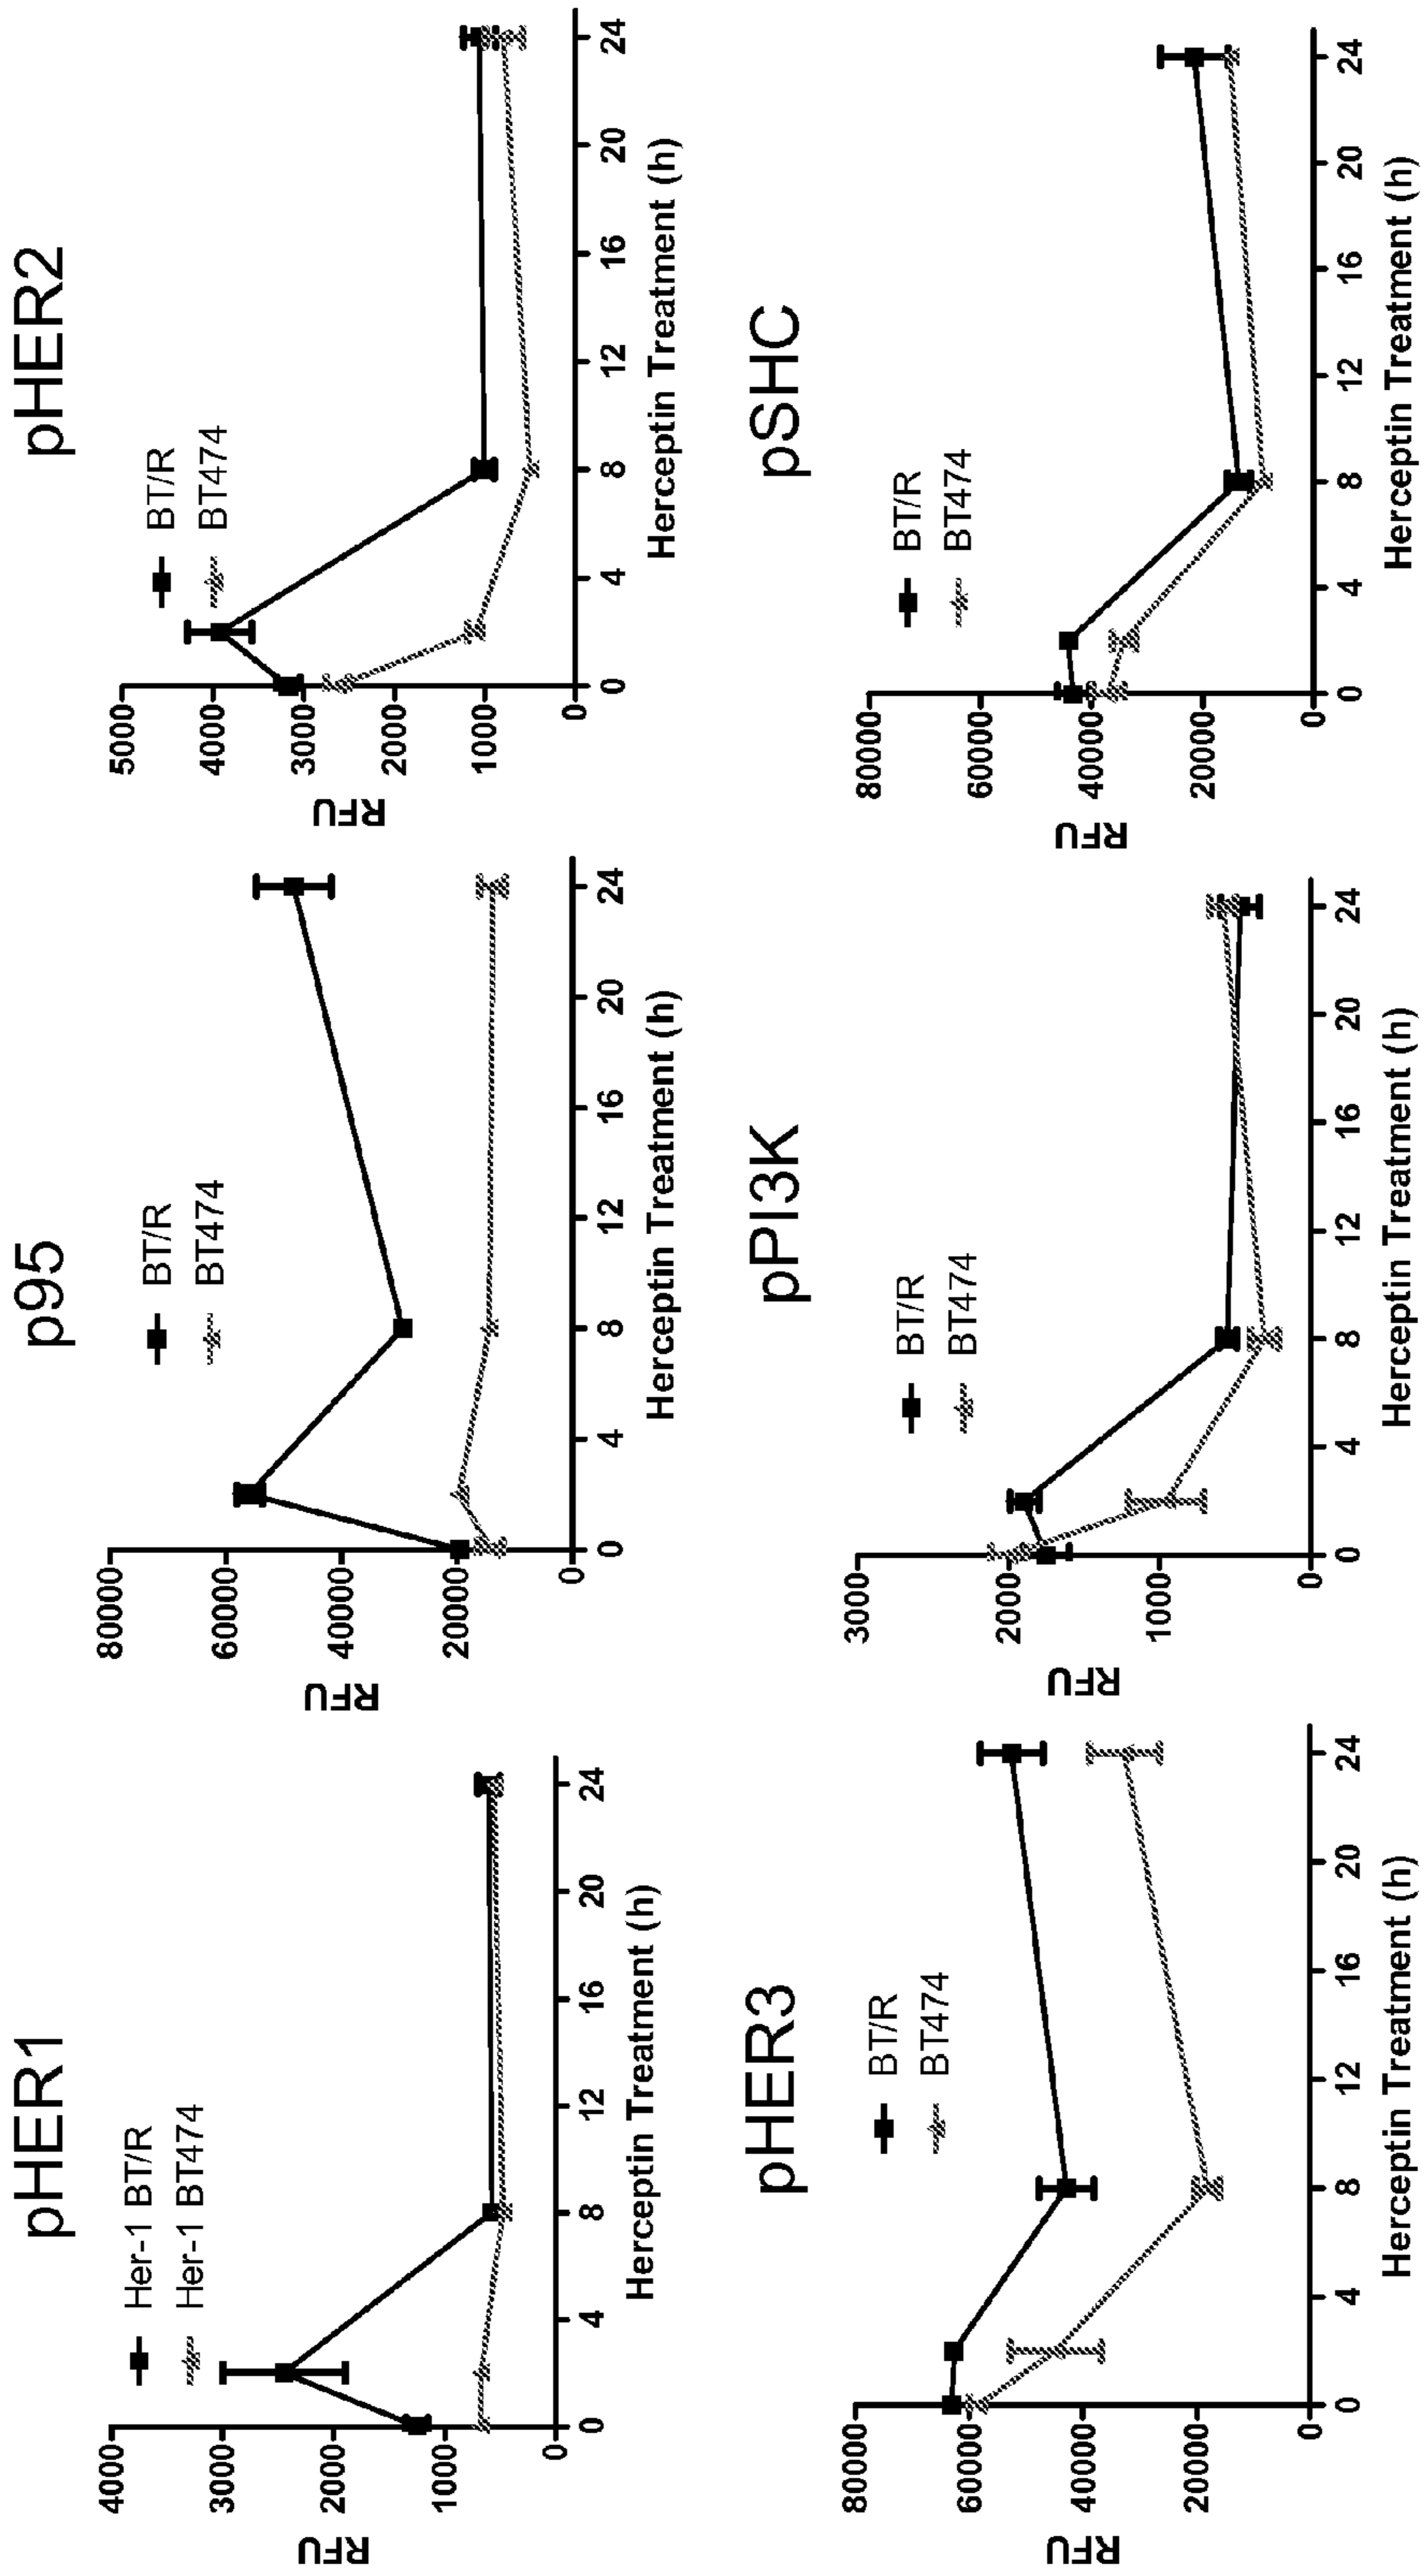 pHER1
Her-1 BT/R
Her-1 BT474
RFU
4000
3000
2000
1000
0
0 4 8 12 16 20 24
Herceptin Treatment (h)
p95
BT/R
BT474
RFU
80000
60000
40000
20000
0
0 4 8 12 16 20 24
Herceptin Treatment (h)
pHER2
BT/R
BT474
RFU
5000
4000
3000
2000
1000
0
0 4 8 12 16 20 24
Herceptin Treatment (h)
pHER3
BT/R
BT474
RFU
80000
60000
40000
20000
0
0 4 8 12 16 20 24
Herceptin Treatment (h)
pPI3K
BT/R
BT474
RFU
3000
2000
1000
0
0 4 8 12 16 20 24
Herceptin Treatment (h)
pSHC
BT/R
BT474
RFU
80000
60000
40000
20000
0
0 4 8 12 16 20 24
Herceptin Treatment (h)